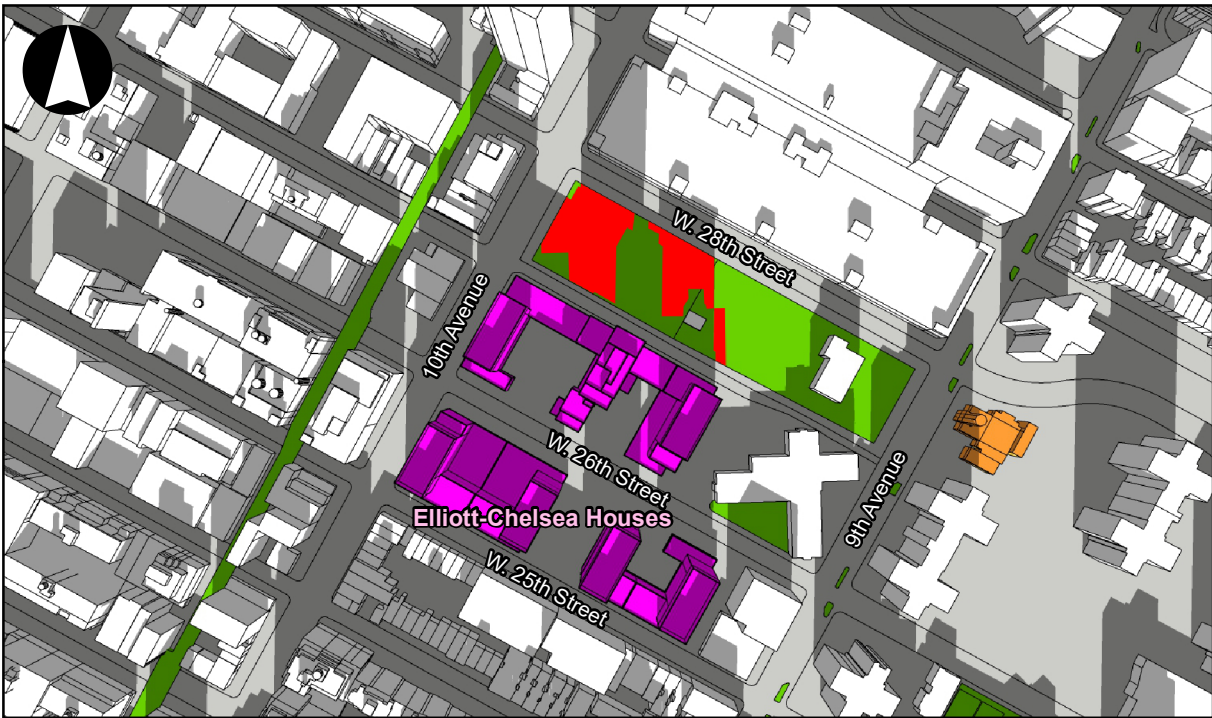 W. 28th Street
10th Avenue
W. 26th Street
9th Avenue
Elliott-Chelsea Houses
W. 25th Street